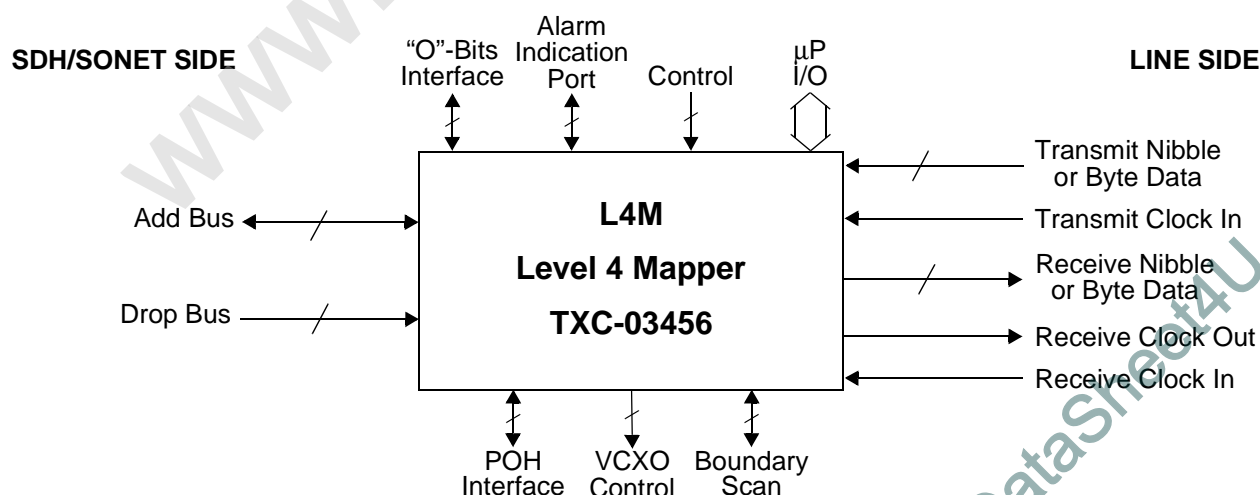 SDH/SONET SIDE
“O”-Bits
Interface
Alarm
Indication
Port
Control
μP
I/O
LINE SIDE
Add Bus
Drop Bus
L4M
Level 4 Mapper
TXC-03456
Transmit Nibble
or Byte Data
Transmit Clock In
Receive Nibble
or Byte Data
Receive Clock Out
Receive Clock In
POH
Interface
VCXO
Control
Boundary
Scan
www
DataSheet4U